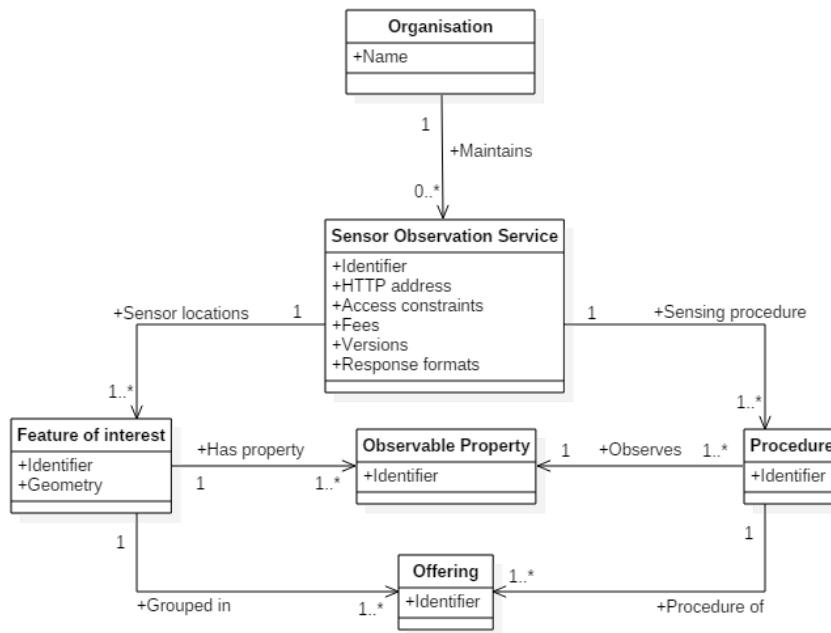 Organisation
+Name
1
+Maintains
0..*
Sensor Observation Service
+Identifier
+HTTP address
+Access constraints
+Fees
+Versions
+Response formats
+Sensor locations
1
1
+Sensing procedure
1..*
1..*
Feature of interest
+Identifier
+Geometry
+Has property
1
1..*
Observable Property
+Identifier
1
+Observes
1..*
Procedure
+Identifier
1
1
Offering
+Identifier
+Grouped in
1..*
1..*
+Procedure of